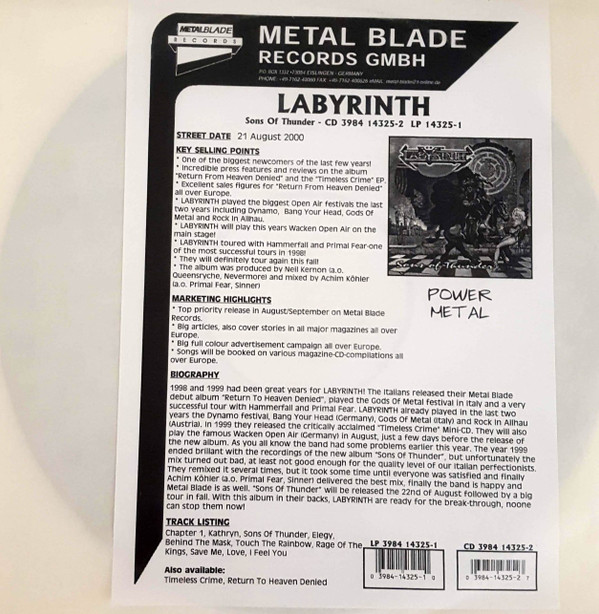 METALBLADE
RECORDS
METAL BLADE
RECORDS GMBH
LABYRINTH
Sons Of Thunder - CD 3984 14325-2 LP 14325-1
STREET DATE 21 August 2000
KEY SELLING POINTS
* One of the biggest newcomers of the last few years!
* Incredible press features and reviews on the album
"Return From Heaven Denied" and the "Timeless Crime" EP.
* Excellent sales figures for "Return From Heaven Denied"
all over Europe.
* LABYRINTH played the biggest Open Air festivals the last
two years including Dynamo, Bang Your Head, Gods Of
Metal and Rock In Allhau.
* LABYRINTH will play this years Wacken Open Air on the
main stage!
* LABYRINTH toured with Hammerfall and Primal Fear-one
of the most successful tours in 1998!
* They will definitely tour again this fall!
* The album was produced by Neil Kernon (a.o.
Queensryche, Nevermore) and mixed by Achim Köhler
(a.o. Primal Fear, Sinner)
LABYRINTH
Sons of Thunder
POWER
METAL
MARKETING HIGHLIGHTS
* Top priority release in August/September on Metal Blade
Records.
* Big articles, also cover stories in all major magazines all over
Europe.
* Big full colour advertisement campaign all over Europe.
* Songs will be booked on various magazine-CD-compilations all
over Europe.
BIOGRAPHY
1998 and 1999 had been great years for LABYRINTH! The Italians released their Metal Blade
debut album "Return To Heaven Denied", played the Gods Of Metal festival in Italy and a very
successful tour with Hammerfall and Primal Fear. LABYRINTH already played in the last two
years the Dynamo festival, Bang Your Head (Germany), Gods Of Metal (Italy) and Rock In Allhau
(Austria). In 1999 they released the critically acclaimed "Timeless Crime" Mini-CD. They will also
play the famous Wacken Open Air (Germany) in August, just a few days before the release of
the new album. As you all know the band had some problems earlier this year. The year 1999
ended brillant with the recordings of the new album "Sons Of Thunder", but unfortunately the
mix turned out bad, at least not good enough for the quality level of our Italian perfectionists.
They remixed it several times, but it took some time until everyone was satisfied and finally
Achim Köhler (a.o. Primal Fear, Sinner) delivered the best mix, finally the band is happy and
Metal Blade is as well. "Sons Of Thunder" will be released the 22nd of August followed by a big
tour in fall. With this album in their backs, LABYRINTH are ready for the break-through, noone
can stop them now!
TRACK LISTING
Chapter 1, Kathryn, Sons Of Thunder, Elegy,
Behind The Mask, Touch The Rainbow, Rage Of The
Kings, Save Me, Love, I Feel You
Also available:
Timeless Crime, Return To Heaven Denied
LP 3984 14325-1
0 3984-14325-1 0
CD 3984 14325-2
0 3984-14325-2 7